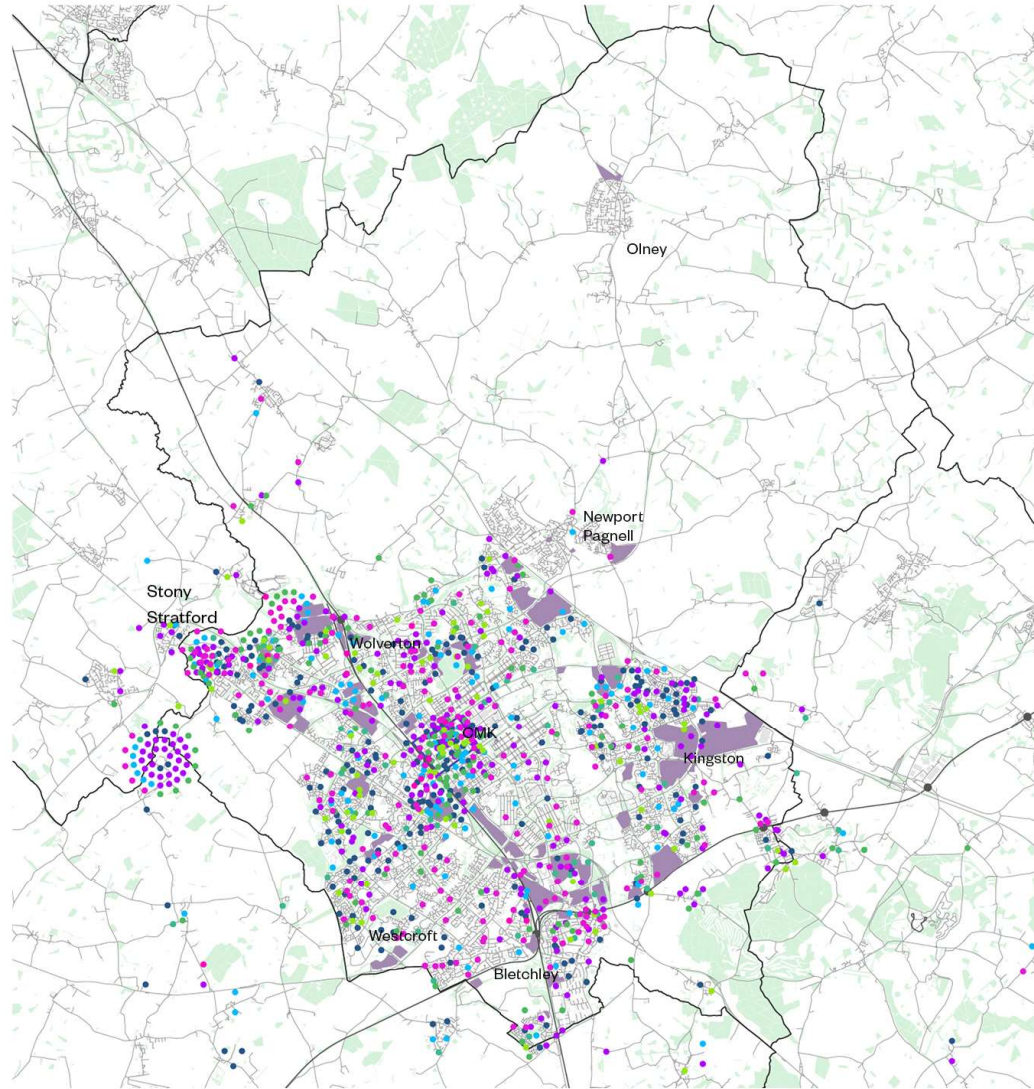 Olney
Newport
Pagnell
Stony
Stratford
Wolverton
CMK
Kingston
Westcroft
Bletchley